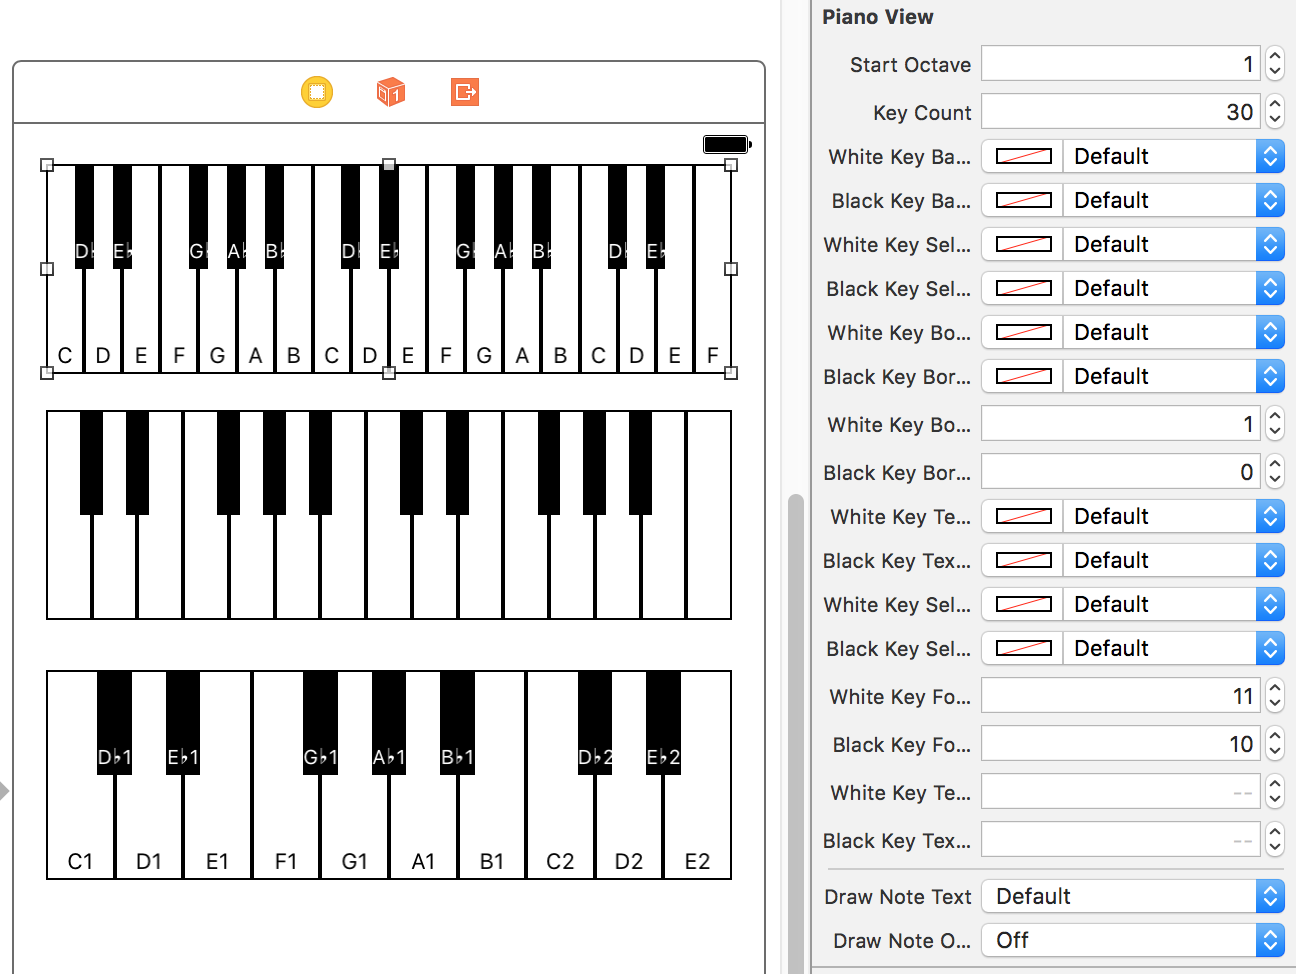 Piano View
Start Octave 1
Key Count 30
White Key Ba... Default
Black Key Ba... Default
White Key Sel... Default
Black Key Sel... Default
White Key Bo... Default
Black Key Bor... Default
White Key Bo... 1
Black Key Bor... 0
White Key Te... Default
Black Key Tex... Default
White Key Sel... Default
Black Key Sel... Default
White Key Fo... 11
Black Key Fo... 10
White Key Te... --
Black Key Tex... --
Draw Note Text Default
Draw Note O... Off
1
D♭ E♭ G♭ A♭ B♭ D♭ E♭ G♭ A♭ B♭ D♭ E♭
C D E F G A B C D E F G A B C D E F
D♭1 E♭1 G♭1 A♭1 B♭1 D♭2 E♭2
C1 D1 E1 F1 G1 A1 B1 C2 D2 E2